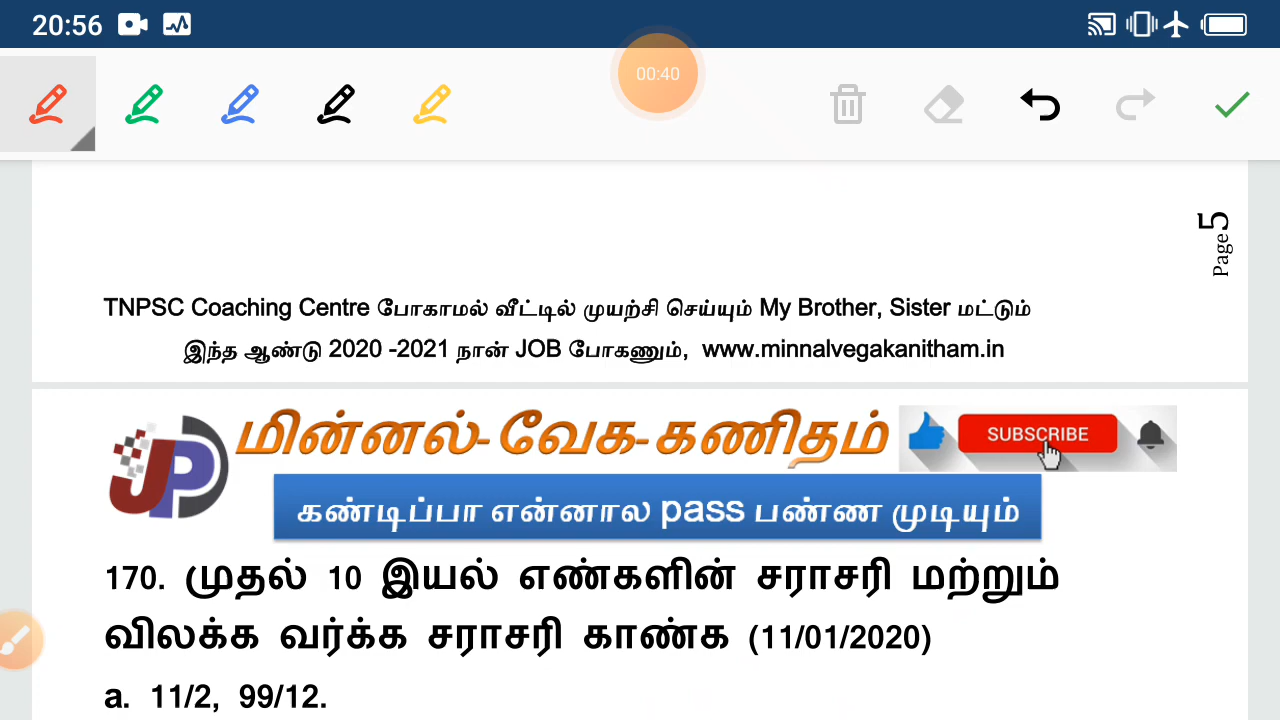 20:56
00:40
Page5
TNPSC Coaching Centre போகாமல் வீட்டில் முயற்சி செய்யும் My Brother, Sister மட்டும்
இந்த ஆண்டு 2020 -2021 நான் JOB போகணும், www.minnalvegakanitham.in
JP
மின்னல்-வேக-கணிதம்
SUBSCRIBE
கண்டிப்பா என்னால pass பண்ண முடியும்
170. முதல் 10 இயல் எண்களின் சராசரி மற்றும்
விலக்க வர்க்க சராசரி காண்க (11/01/2020)
a. 11/2, 99/12.